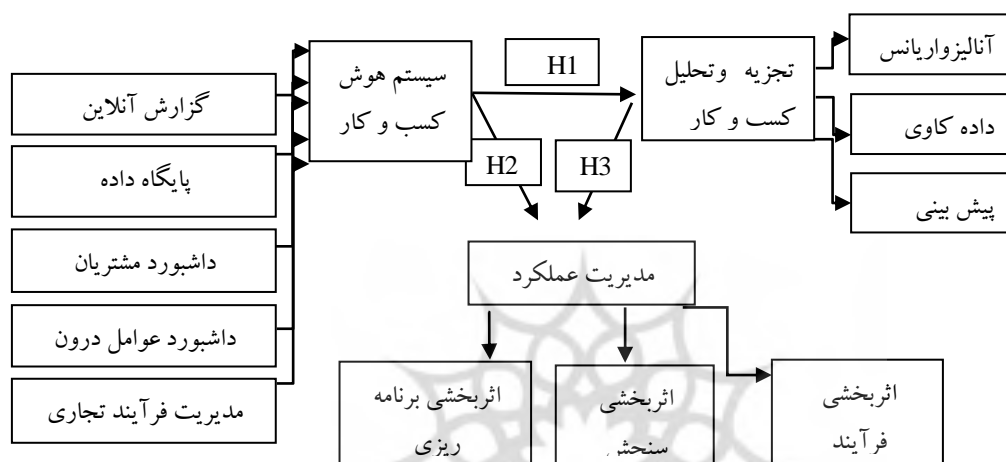 آنالیزواریانس
تجزیه وتحلیل
کسب و کار
H1
سیستم هوش
کسب و کار
گزارش آنلاین
داده کاوی
پایگاه داده
H3
H2
پیش بینی
داشبورد مشتریان
مدیریت عملکرد
داشبورد عوامل درون
اثربخشی
فرآیند
اثربخشی
سنجش
اثربخشی برنامه
ریزی
مدیریت فرآیند تجاری